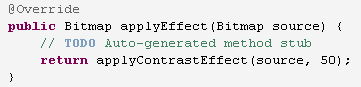 @Override
public Bitmap applyEffect(Bitmap source) {
// TODO Auto-generated method stub
return applyContrastEffect(source, 50);
}